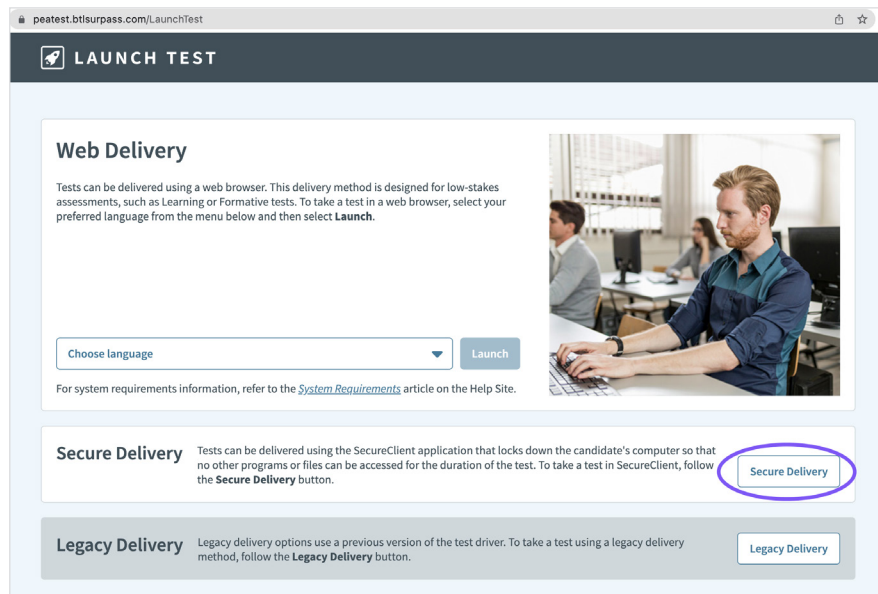 peatest.btlsurpass.com/LaunchTest
LAUNCH TEST
Web Delivery
Tests can be delivered using a web browser. This delivery method is designed for low-stakes
assessments, such as Learning or Formative tests. To take a test in a web browser, select your
preferred language from the menu below and then select Launch.
Choose language
Launch
For system requirements information, refer to the System Requirements article on the Help Site.
Secure Delivery
Tests can be delivered using the SecureClient application that locks down the candidate's computer so that
no other programs or files can be accessed for the duration of the test. To take a test in SecureClient, follow
the Secure Delivery button.
Secure Delivery
Legacy Delivery
Legacy delivery options use a previous version of the test driver. To take a test using a legacy delivery
method, follow the Legacy Delivery button.
Legacy Delivery